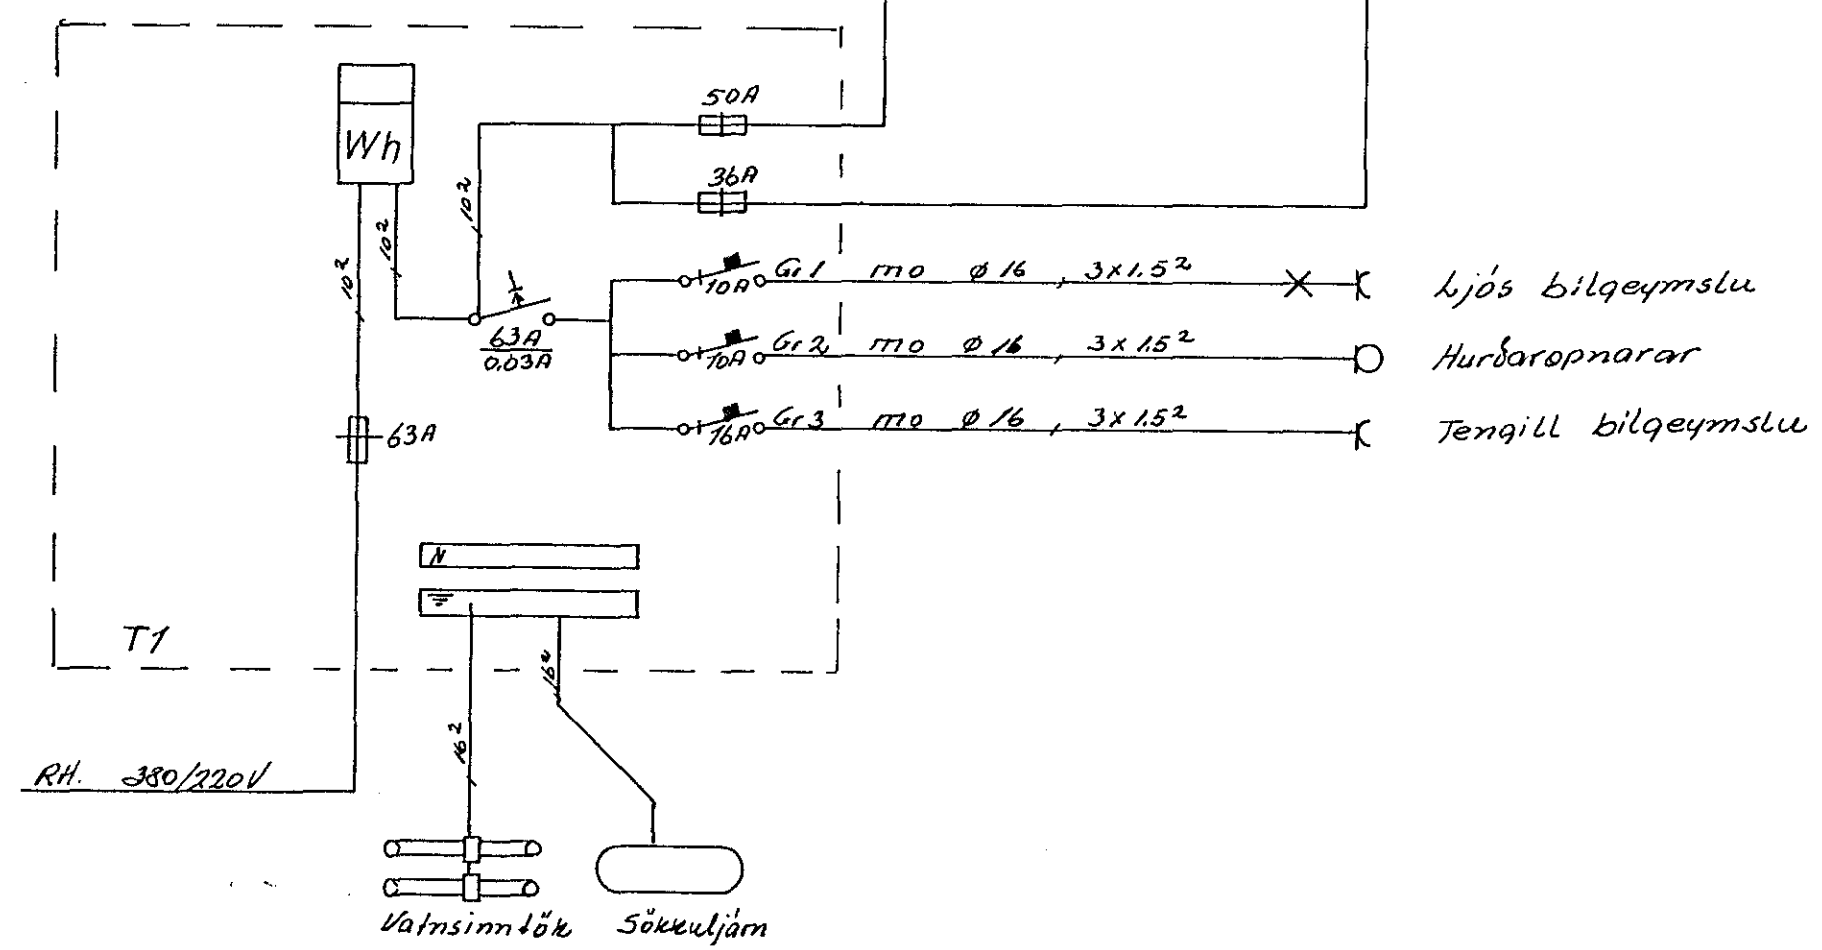 50A
Wh
36A
10²
10²
10²
Gr 1 mo ø 16, 3x1.5² Ljós bílgeymslu
10A
63A
0,03A
Gr 2 mo ø 16, 3x1.5² Hurðaropnarar
10A
Gr 3 mo ø 16, 3x1.5² Tengill bílgeymslu
16A
63A
N
T1
16²
16²
RH. 380/220V
Vatnsinntök Sökkuljárn